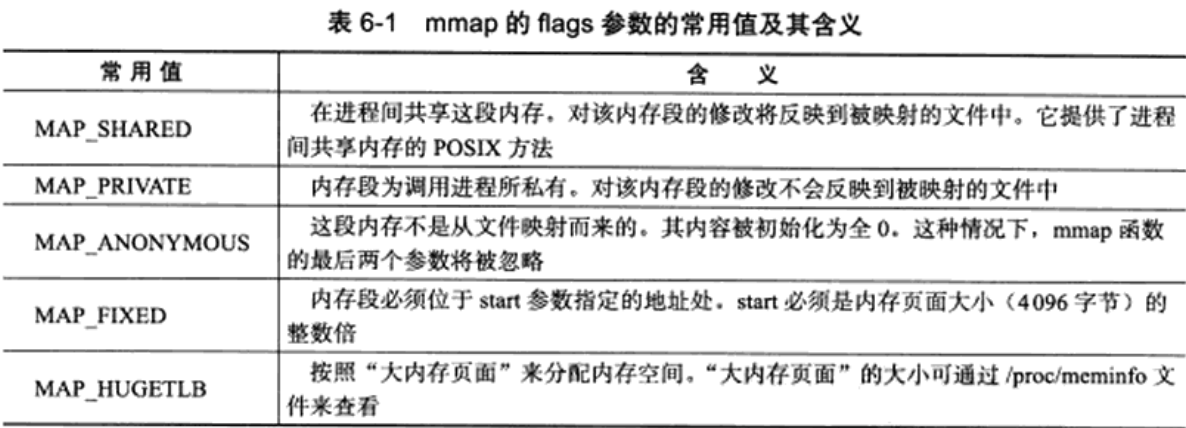 表 6-1 mmap 的 flags 参数的常用值及其含义
常用值 含义
MAP_SHARED 在进程间共享这段内存。对该内存段的修改将反映到被映射的文件中。它提供了进程
间共享内存的 POSIX 方法
MAP_PRIVATE 内存段为调用进程所私有。对该内存段的修改不会反映到被映射的文件中
MAP_ANONYMOUS 这段内存不是从文件映射而来的。其内容被初始化为全 0。这种情况下，mmap 函数
的最后两个参数将被忽略
MAP_FIXED 内存段必须位于 start 参数指定的地址处。start 必须是内存页面大小（4096 字节）的
整数倍
MAP_HUGETLB 按照“大内存页面”来分配内存空间。“大内存页面”的大小可通过 /proc/meminfo 文
件来查看